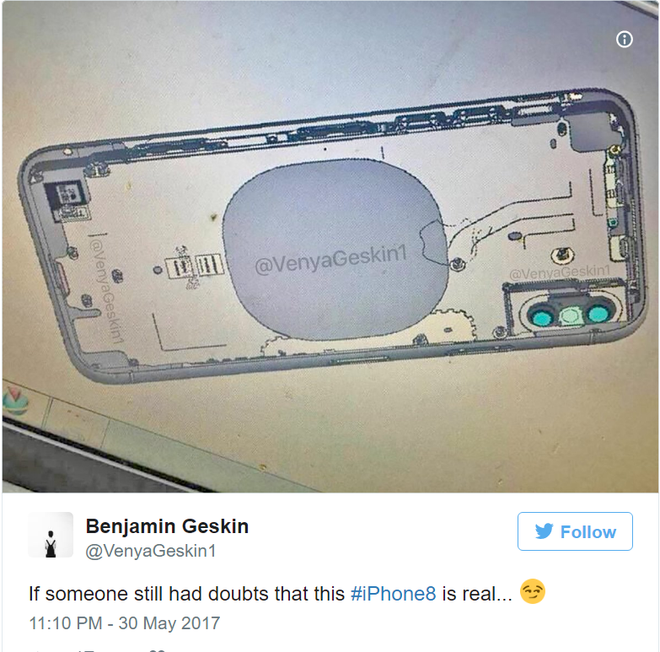 @VenyaGeskin1
@VenyaGeskin1
@VenyaGeskin1
Benjamin Geskin
@VenyaGeskin1
Follow
If someone still had doubts that this #iPhone8 is real... 😏
11:10 PM - 30 May 2017